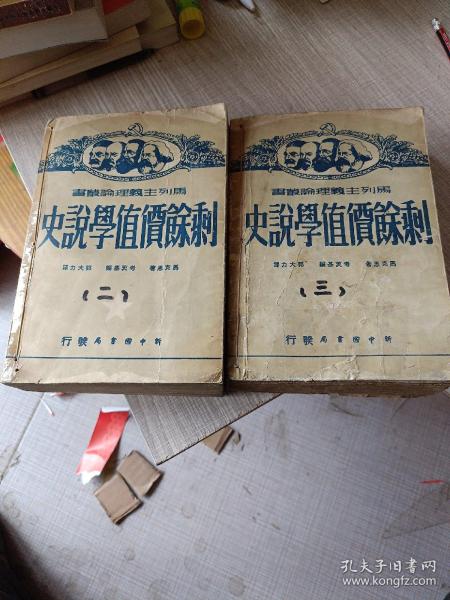 馬列主義理論叢書
剩餘價值學說史
馬克思著 考茨基編 郭大力譯
(二)
新中國書局發行
馬列主義理論叢書
剩餘價值學說史
馬克思著 考茨基編 郭大力譯
(三)
新中國書局發行
孔夫子旧书网
www.kongfz.com